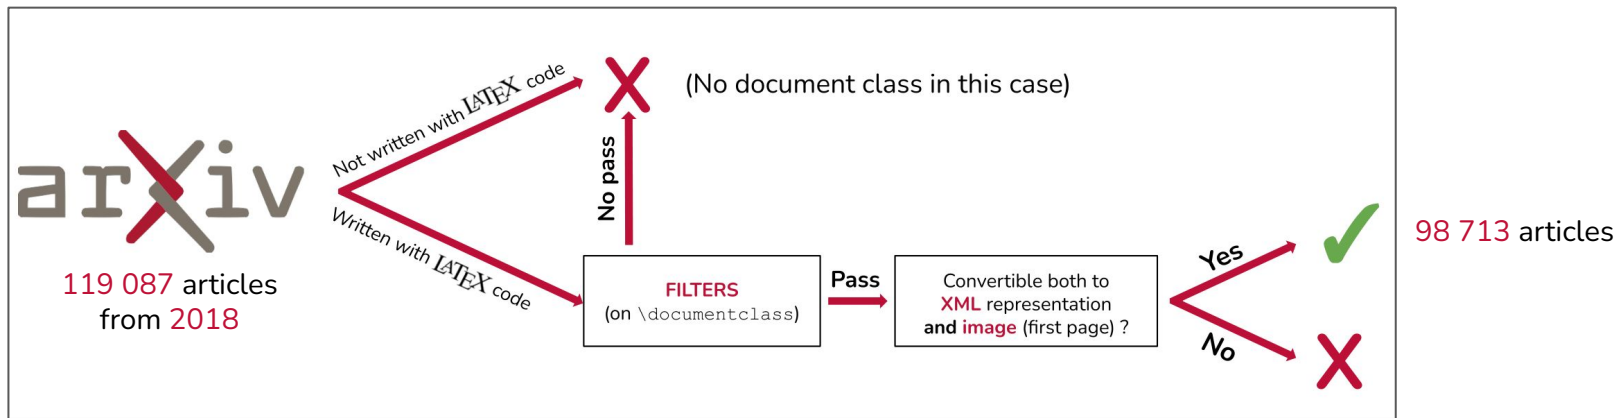 Not written with LATEX code
(No document class in this case)
No pass
arXiv
Written with LATEX code
119 087 articles
from 2018
FILTERS
(on \documentclass)
Pass
Convertible both to
XML representation
and image (first page) ?
Yes
No
98 713 articles